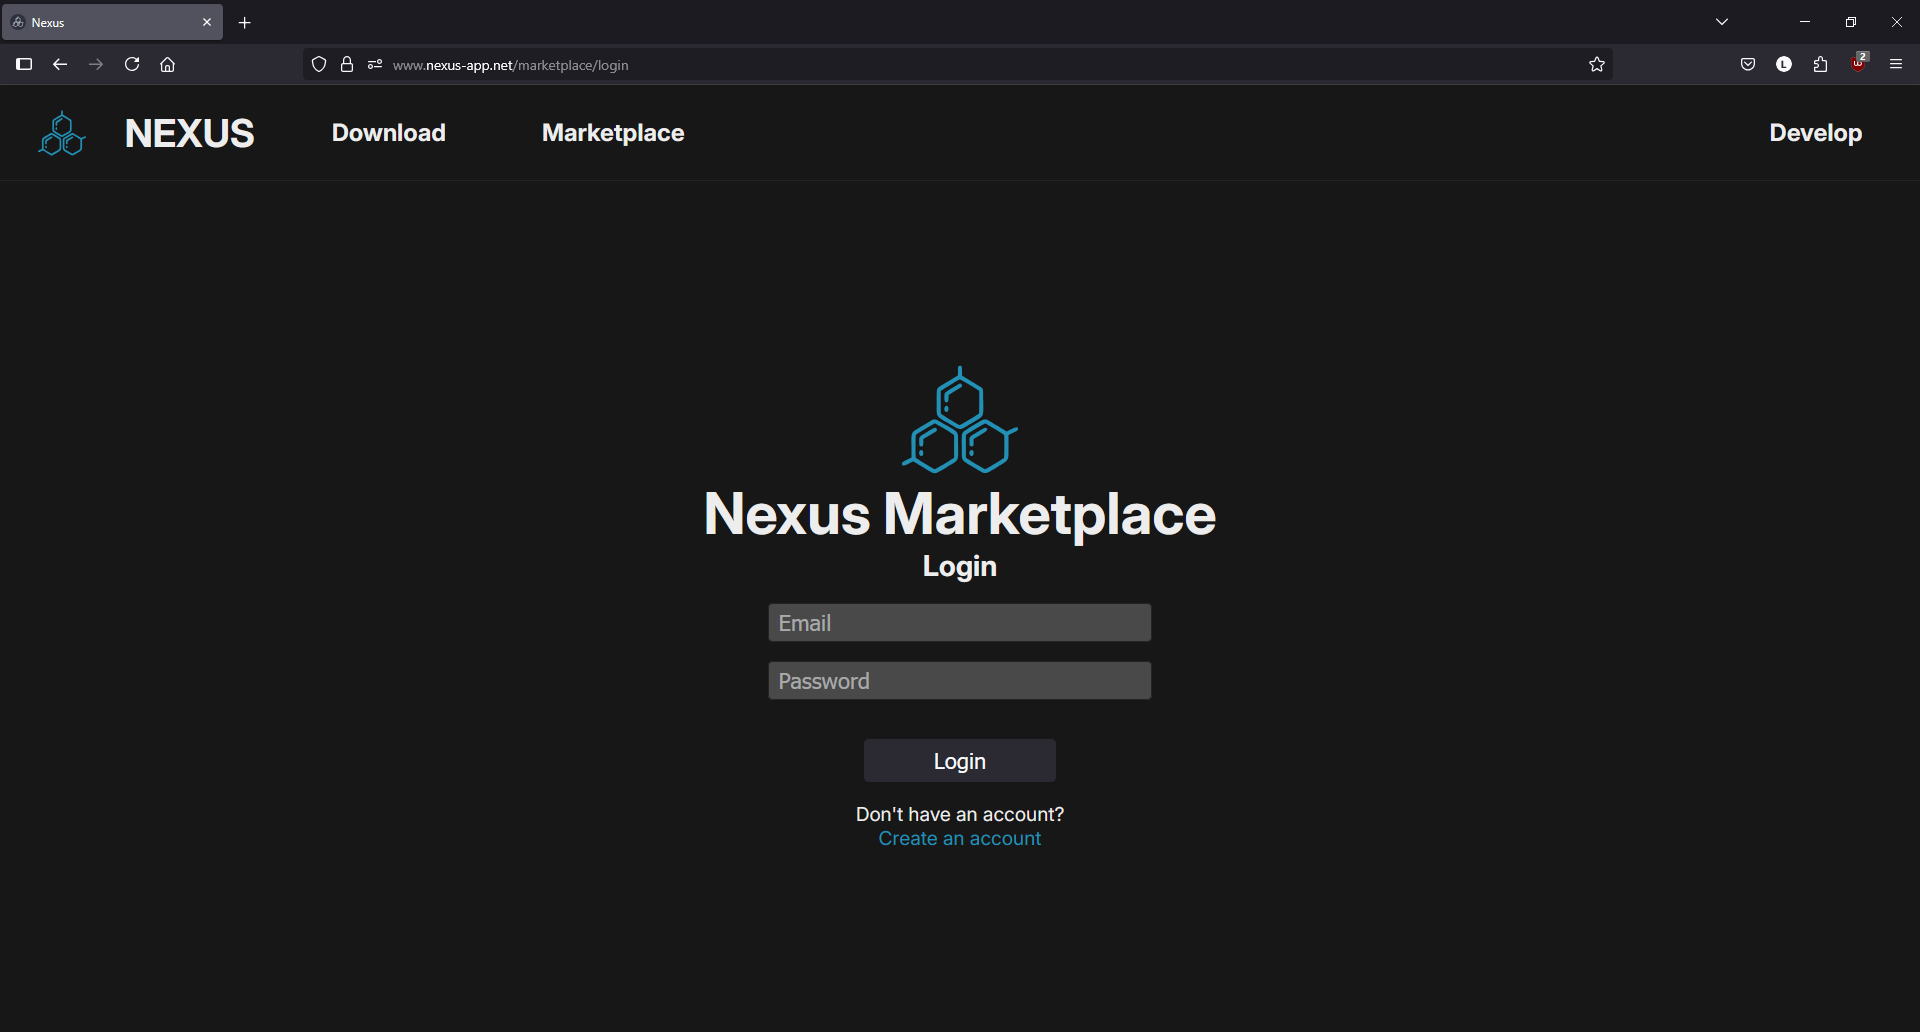 Nexus
www.nexus-app.net/marketplace/login
L
2
NEXUS
Download
Marketplace
Develop
Nexus Marketplace
Login
Email
Password
Login
Don't have an account?
Create an account